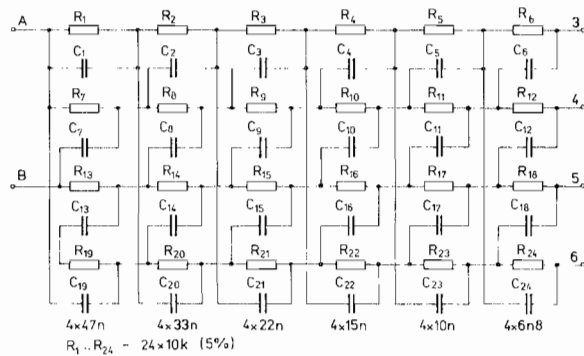 A R₁ R₂ R₃ R₄ R₅ R₆ 3
C₁ C₂ C₃ C₄ C₅ C₆
R₇ R₈ R₉ R₁₀ R₁₁ R₁₂ 4
C₇ C₈ C₉ C₁₀ C₁₁ C₁₂
B R₁₃ R₁₄ R₁₅ R₁₆ R₁₇ R₁₈ 5
C₁₃ C₁₄ C₁₅ C₁₆ C₁₇ C₁₈
R₁₉ R₂₀ R₂₁ R₂₂ R₂₃ R₂₄ 6
C₁₉ C₂₀ C₂₁ C₂₂ C₂₃ C₂₄
4×47n 4×33n 4×22n 4×15n 4×10n 4×6n8
R₁..R₂₄ - 24×10k (5%)